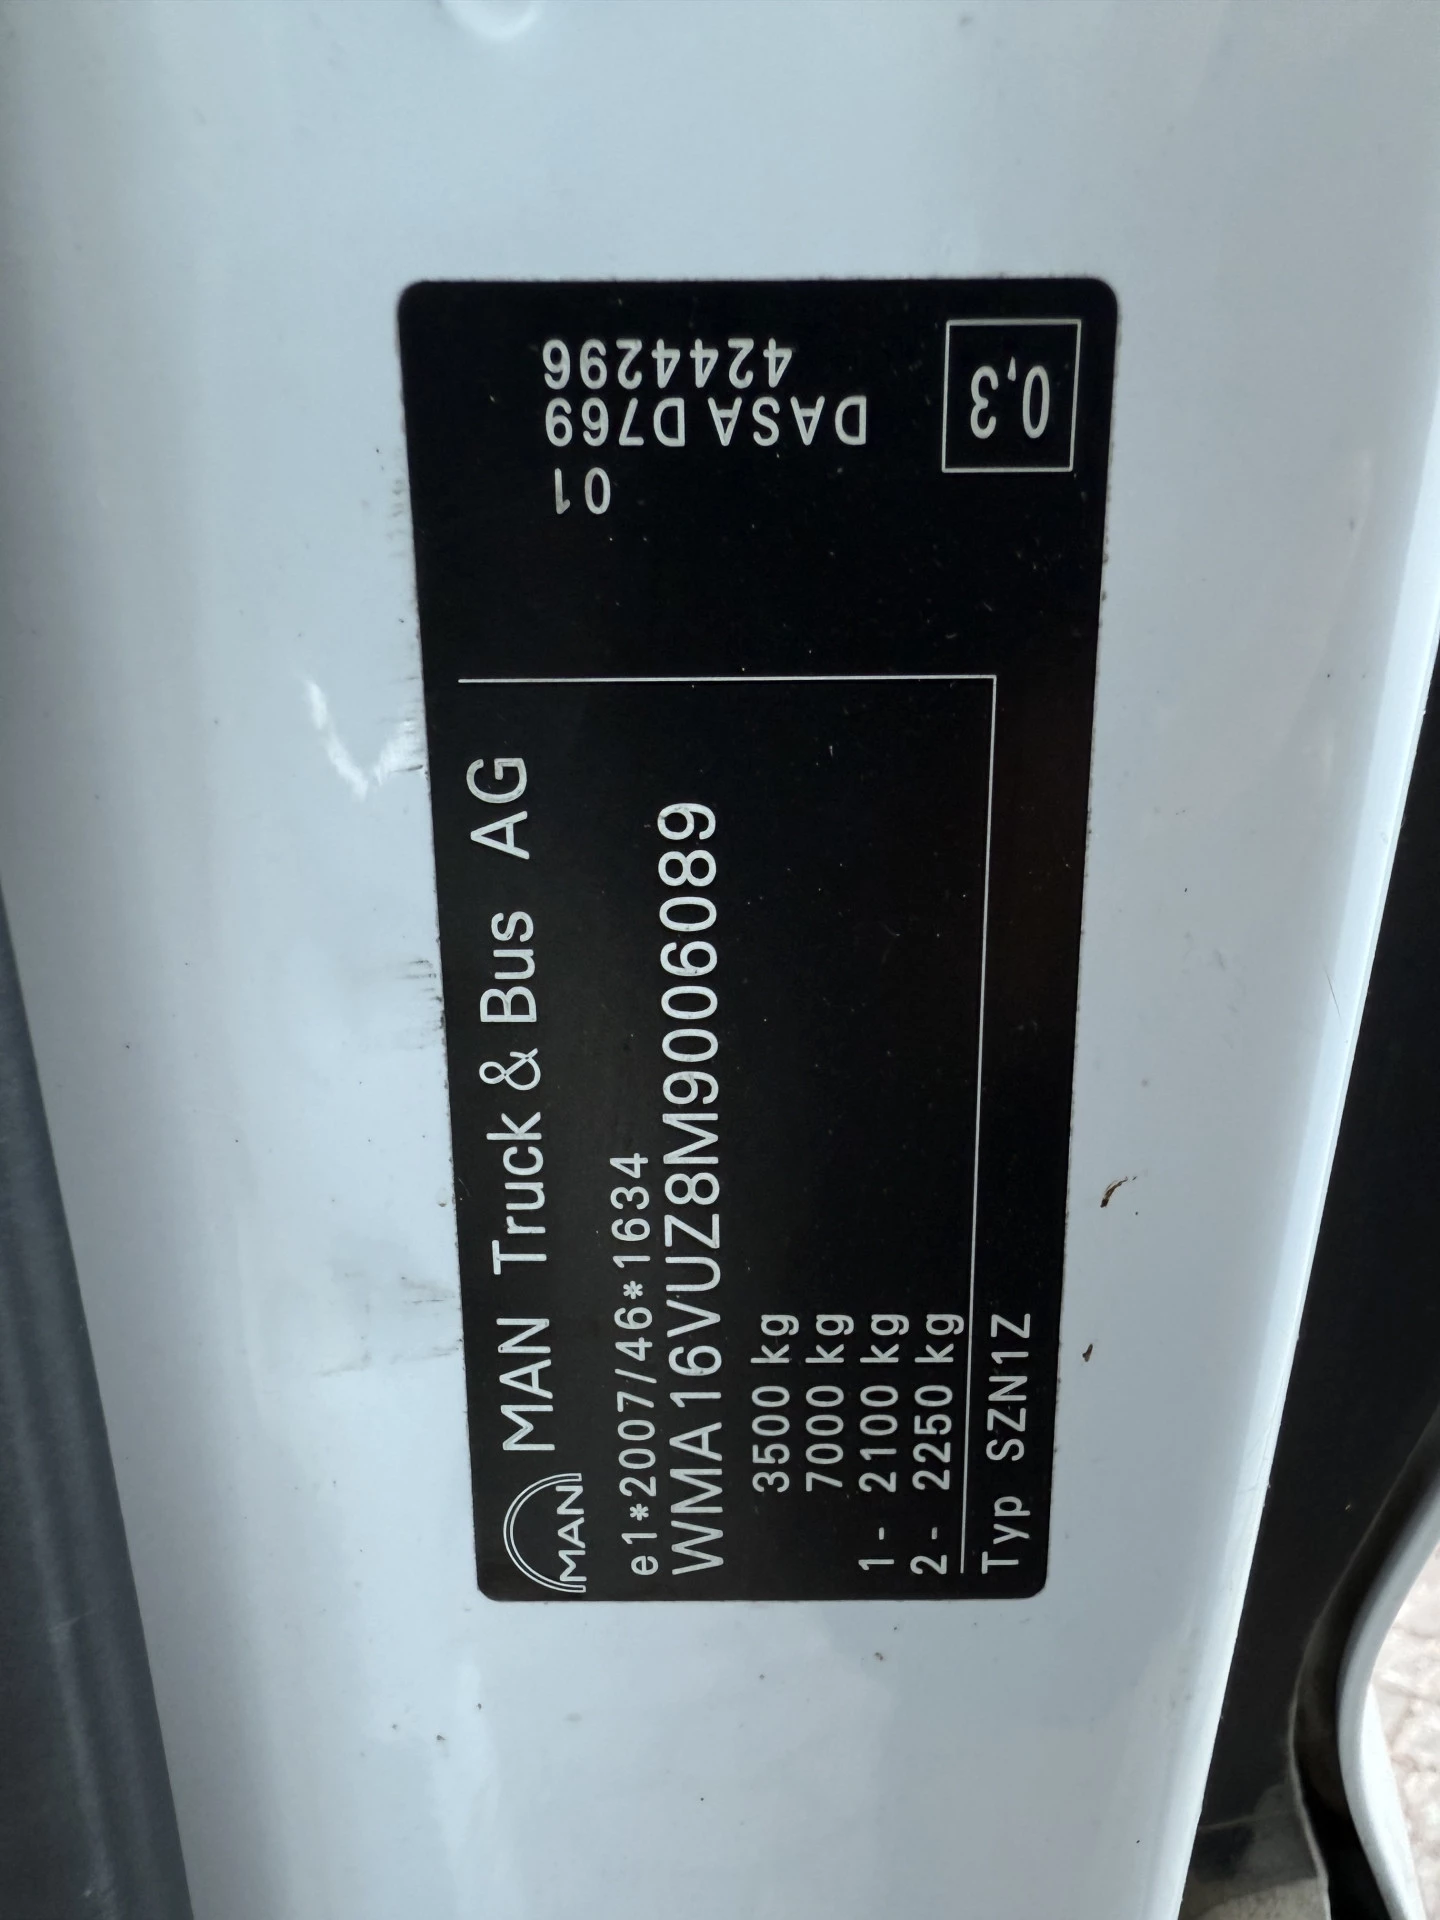 MAN MAN Truck & Bus AG
e1*2007/46*1634
WMA16VUZ8M9006089
3500 kg
7000 kg
1- 2100 kg
2- 2250 kg
Typ SZN1Z
01
DASA D769
4244296
0,3